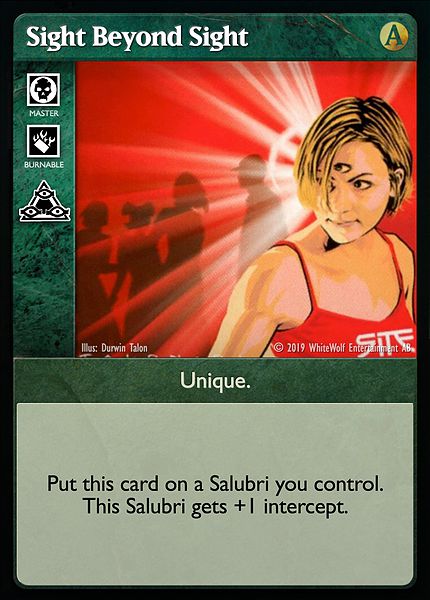 Sight Beyond Sight
A
MASTER
BURNABLE
SITE
Illus: Durwin Talon
© 2019 WhiteWolf Entertainment AB.
Unique.
Put this card on a Salubri you control.
This Salubri gets +1 intercept.